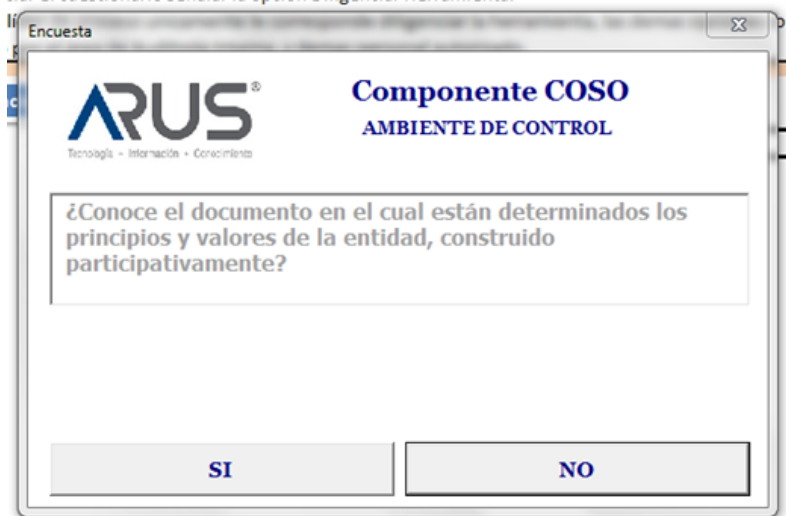 Encuesta
ARUS®
Tecnología - Información - Conocimiento
Componente COSO
AMBIENTE DE CONTROL
¿Conoce el documento en el cual están determinados los
principios y valores de la entidad, construido
participativamente?
SI
NO